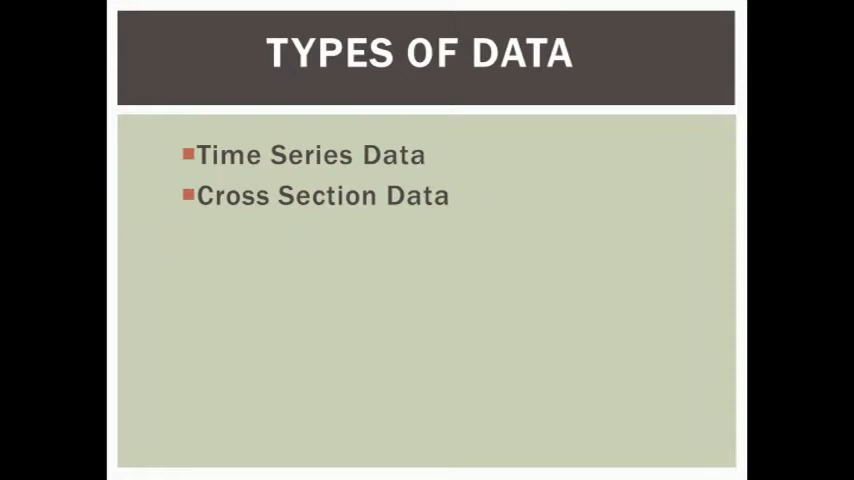 TYPES OF DATA
Time Series Data
Cross Section Data